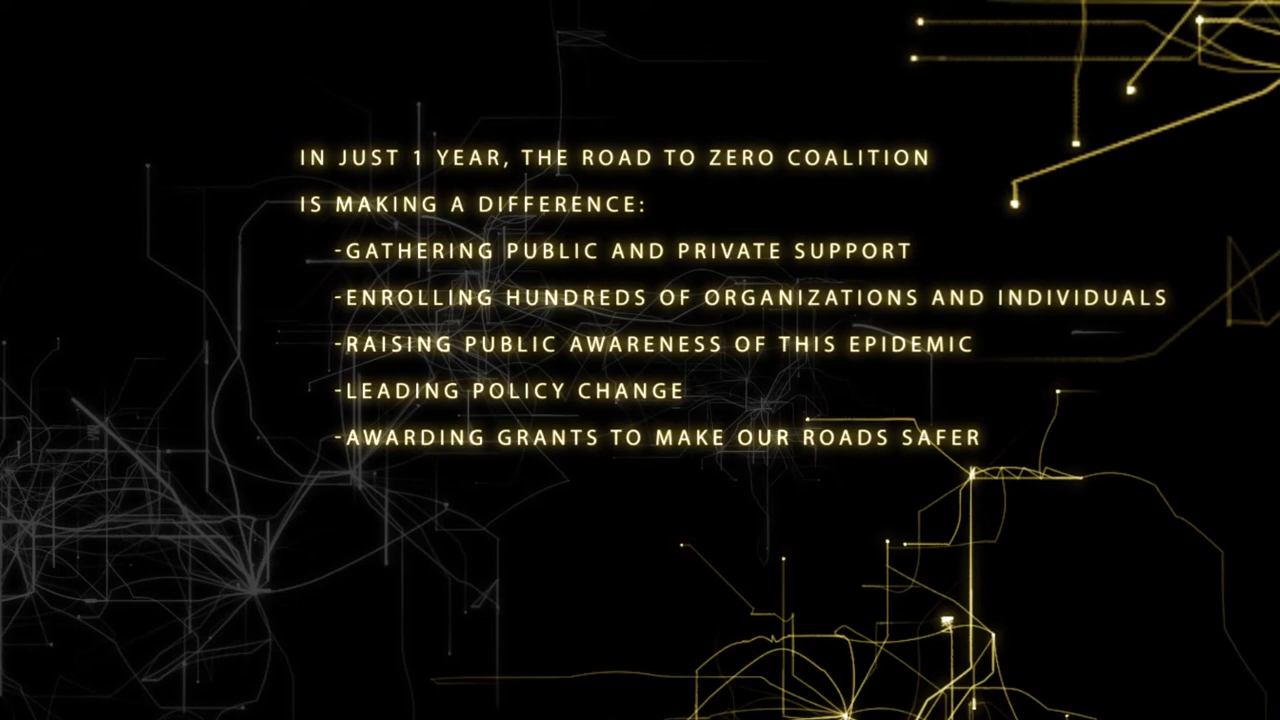 IN JUST 1 YEAR, THE ROAD TO ZERO COALITION
IS MAKING A DIFFERENCE:
-GATHERING PUBLIC AND PRIVATE SUPPORT
-ENROLLING HUNDREDS OF ORGANIZATIONS AND INDIVIDUALS
-RAISING PUBLIC AWARENESS OF THIS EPIDEMIC
-LEADING POLICY CHANGE
-AWARDING GRANTS TO MAKE OUR ROADS SAFER